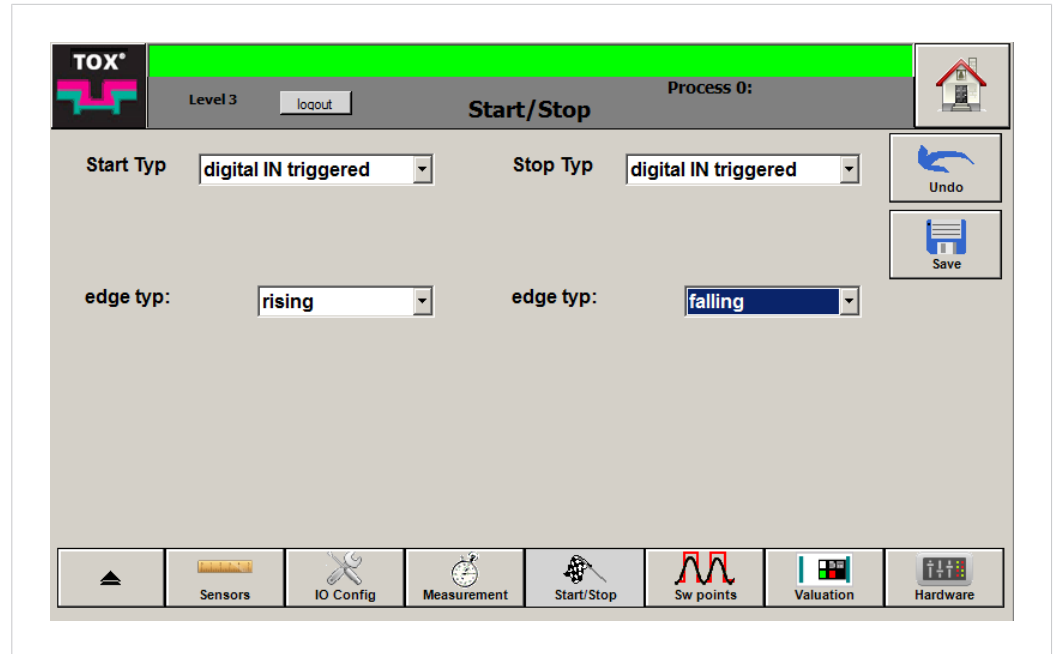 TOX®
Level 3
logout
Start/Stop
Process 0:
Start Typ
digital IN triggered
Stop Typ
digital IN triggered
Undo
Save
edge typ:
rising
edge typ:
falling
Sensors
IO Config
Measurement
Start/Stop
Sw points
Valuation
Hardware